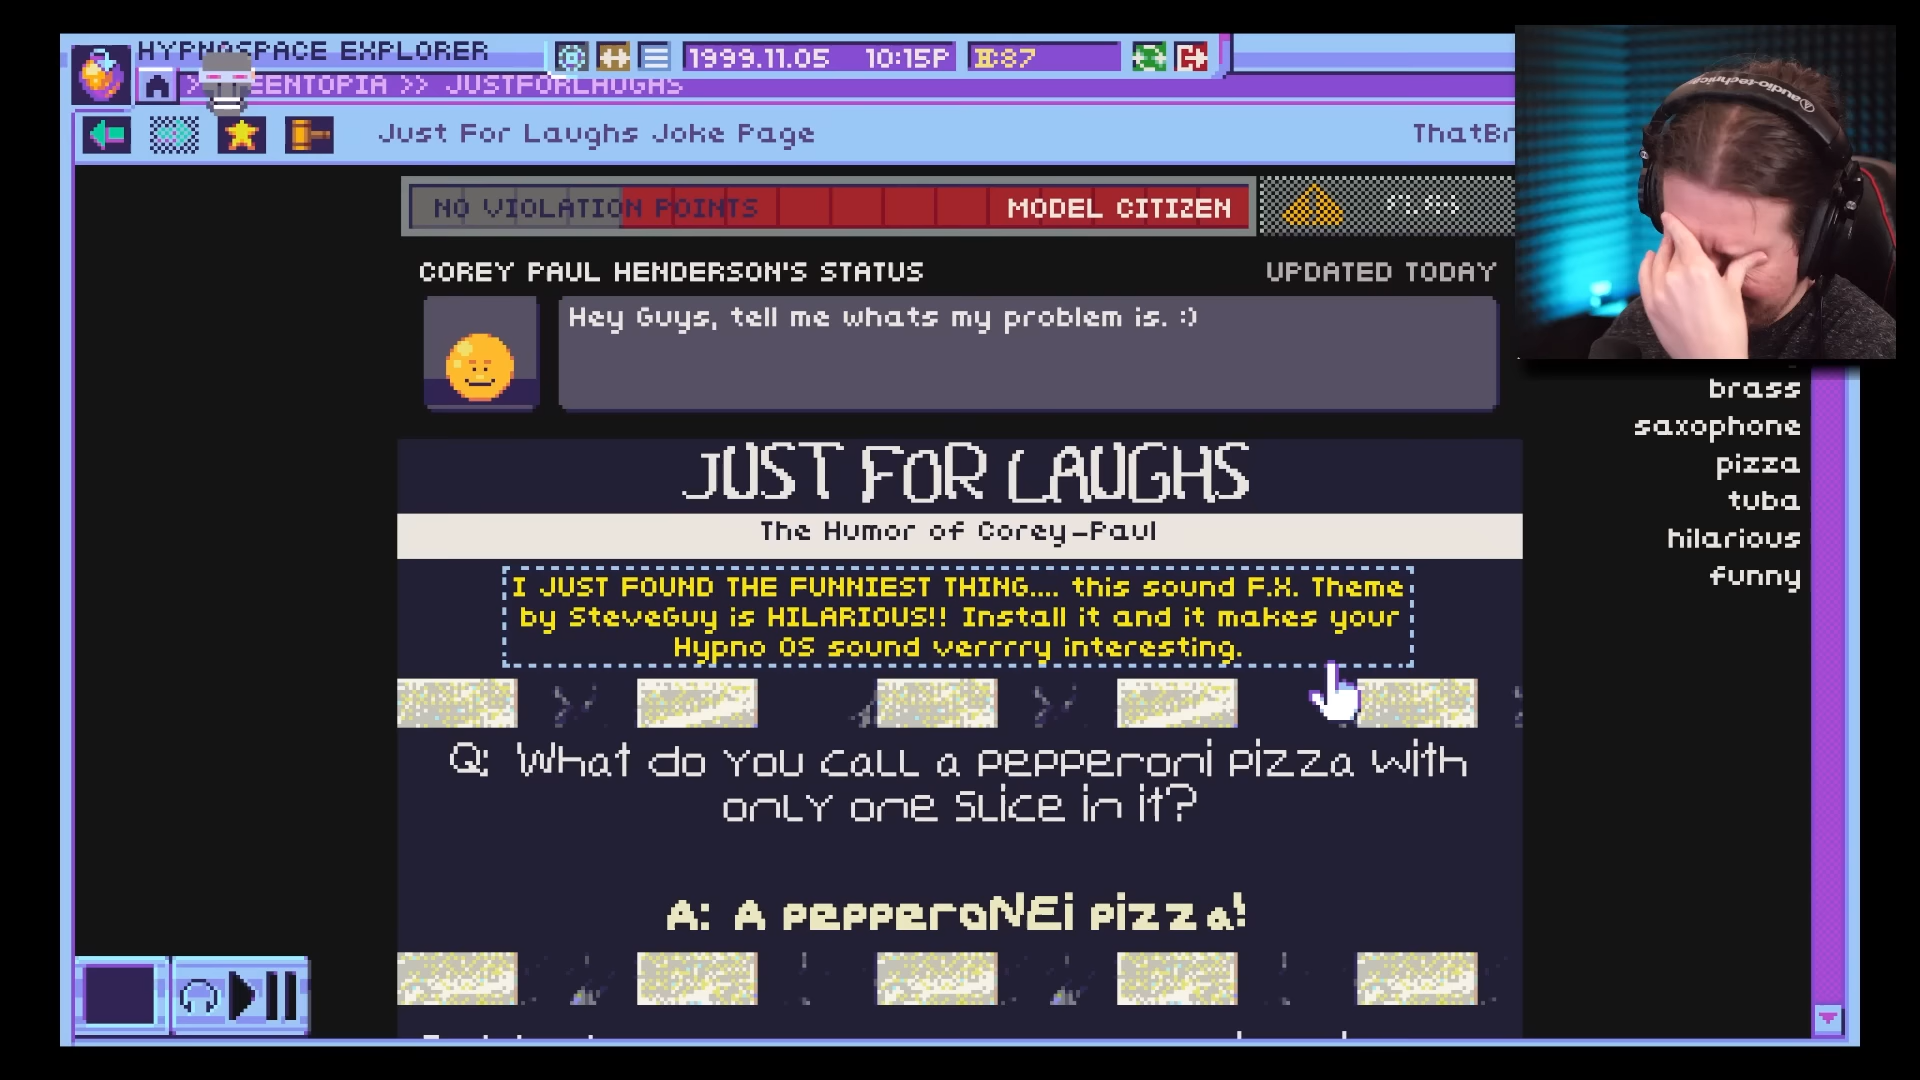 HYPNOSPACE EXPLORER
1999.11.05 10:15P
87
EENTOPIA >> JUSTFORLAUGHS
Just For Laughs Joke Page
ThatBr
NO VIOLATION POINTS
MODEL CITIZEN
COREY PAUL HENDERSON'S STATUS
UPDATED TODAY
Hey Guys, tell me whats my problem is. :)
audio-technica
brass
saxophone
pizza
tuba
hilarious
funny
JUST FOR LAUGHS
The Humor of Corey-Paul
I JUST FOUND THE FUNNIEST THING.... this sound F.X. Theme
by SteveGuy is HILARIOUS!! Install it and it makes your
Hypno OS sound verrrry interesting.
Q: What do you call a pepperoni pizza with
only one slice in it?
A: A pepperoNEi pizza!